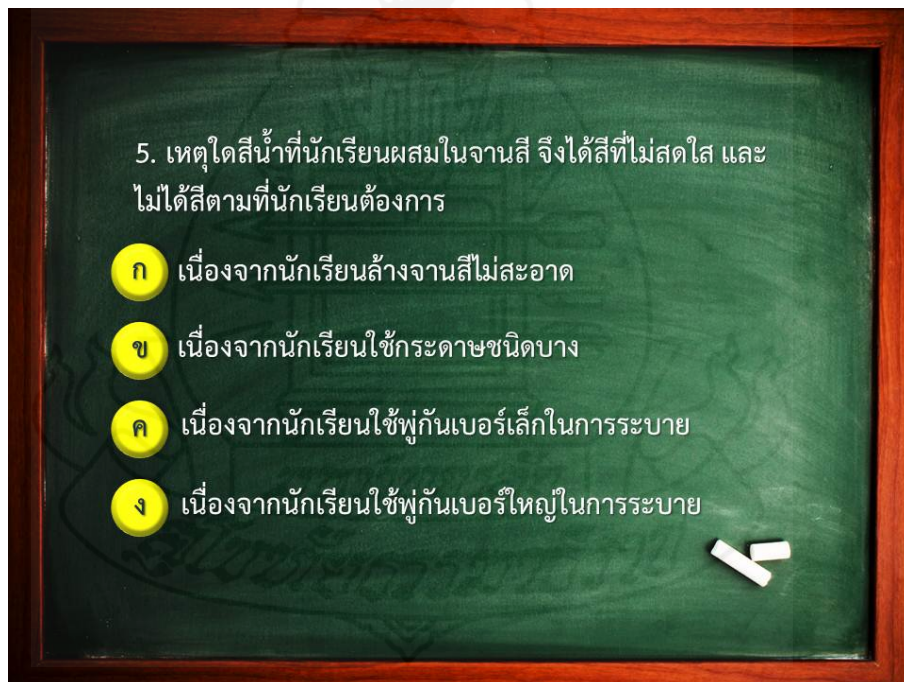 5. เหตุใดสีน้ำที่นักเรียนผสมในจานสี จึงได้สีที่ไม่สดใส และ
ไม่ได้สีตามที่นักเรียนต้องการ
ก เนื่องจากนักเรียนล้างจานสีไม่สะอาด
ข เนื่องจากนักเรียนใช้กระดาษชนิดบาง
ค เนื่องจากนักเรียนใช้พู่กันเบอร์เล็กในการระบาย
ง เนื่องจากนักเรียนใช้พู่กันเบอร์ใหญ่ในการระบาย